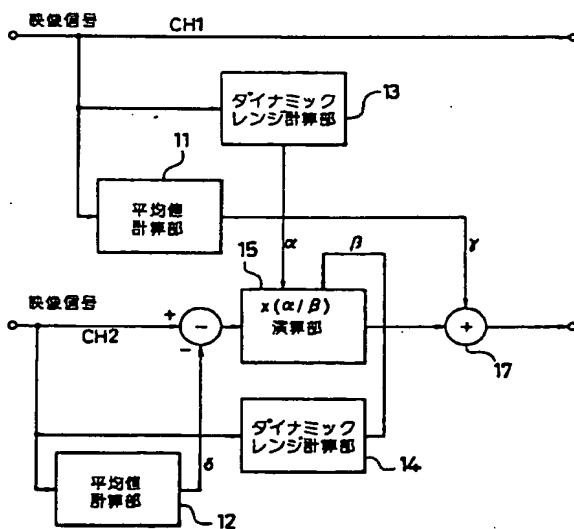 映像信号
CH1
ダイナミック
レンジ計算部
13
11
平均値
計算部
α
β
γ
15
x(α/β)
演算部
映像信号
+
−
−
CH2
+
17
ダイナミック
レンジ計算部
14
δ
平均値
計算部
12